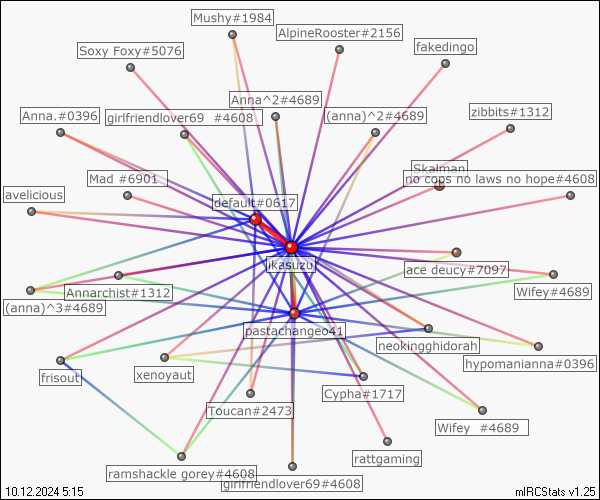 Mushy#1984
AlpineRooster#2156
fakedingo
Soxy Foxy#5076
Anna.#0396
girlfriendlover69 #4608
Anna^2#4689
(anna)^2#4689
zibbits#1312
Skalman
Mad #6901
no cops no laws no hope#4608
avelicious
default#0617
ikasuzu
ace deucy#7097
Annarchist#1312
Wifey#4689
(anna)^3#4689
pastachangeo41
neokingghidorah
hypomanianna#0396
frisout
xenoyaut
Cypha#1717
Toucan#2473
Wifey #4689
rattgaming
ramshackle gorey#4608
girlfriendlover69#4608
10.12.2024 5:15
mIRCStats v1.25